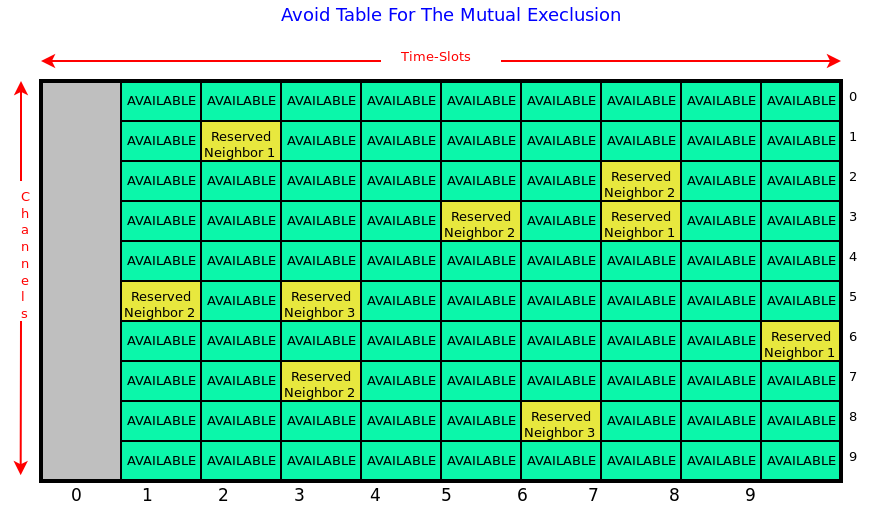 Avoid Table For The Mutual Execlusion
Time-Slots
Channels
AVAILABLE AVAILABLE AVAILABLE AVAILABLE AVAILABLE AVAILABLE AVAILABLE AVAILABLE AVAILABLE 0
AVAILABLE Reserved Neighbor 1 AVAILABLE AVAILABLE AVAILABLE AVAILABLE AVAILABLE AVAILABLE AVAILABLE 1
AVAILABLE AVAILABLE AVAILABLE AVAILABLE AVAILABLE AVAILABLE Reserved Neighbor 2 AVAILABLE AVAILABLE 2
AVAILABLE AVAILABLE AVAILABLE AVAILABLE Reserved Neighbor 2 AVAILABLE Reserved Neighbor 1 AVAILABLE AVAILABLE 3
AVAILABLE AVAILABLE AVAILABLE AVAILABLE AVAILABLE AVAILABLE AVAILABLE AVAILABLE AVAILABLE 4
Reserved Neighbor 2 AVAILABLE Reserved Neighbor 3 AVAILABLE AVAILABLE AVAILABLE AVAILABLE AVAILABLE AVAILABLE 5
AVAILABLE AVAILABLE AVAILABLE AVAILABLE AVAILABLE AVAILABLE AVAILABLE AVAILABLE Reserved Neighbor 1 6
AVAILABLE AVAILABLE Reserved Neighbor 2 AVAILABLE AVAILABLE AVAILABLE AVAILABLE AVAILABLE AVAILABLE 7
AVAILABLE AVAILABLE AVAILABLE AVAILABLE AVAILABLE Reserved Neighbor 3 AVAILABLE AVAILABLE AVAILABLE 8
AVAILABLE AVAILABLE AVAILABLE AVAILABLE AVAILABLE AVAILABLE AVAILABLE AVAILABLE AVAILABLE 9
0 1 2 3 4 5 6 7 8 9